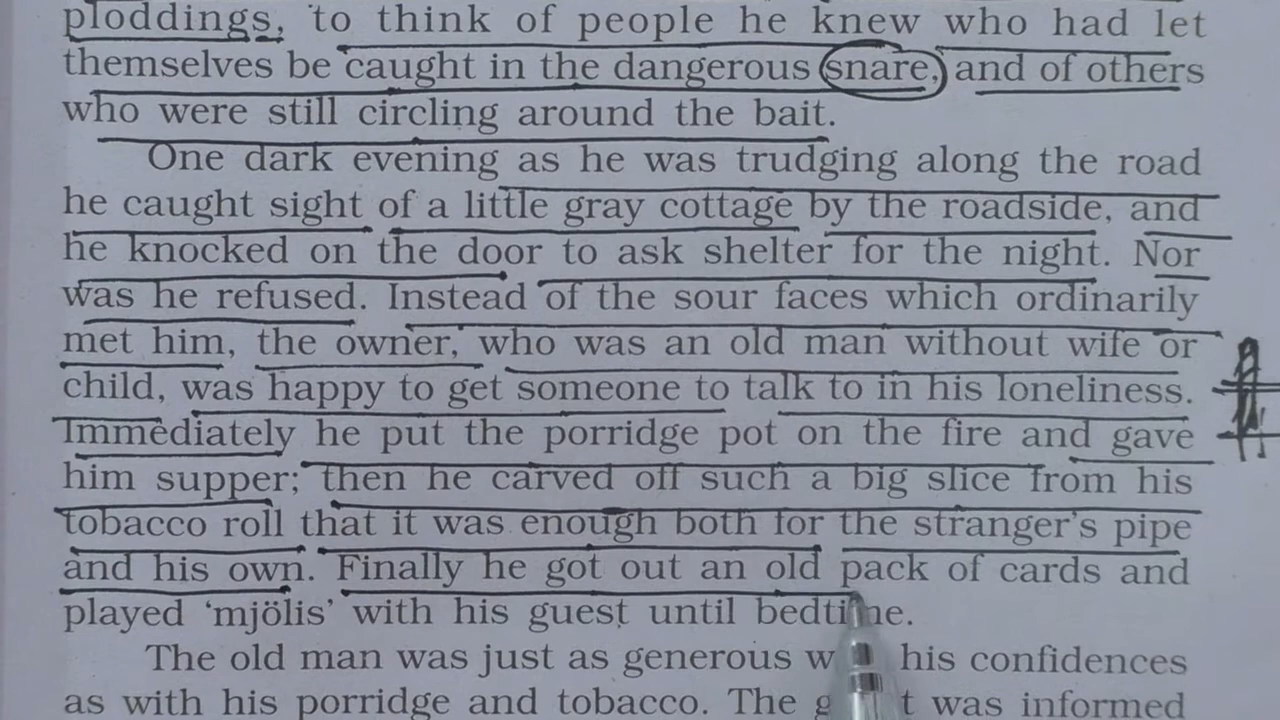 ploddings, to think of people he knew who had let
themselves be caught in the dangerous snare, and of others
who were still circling around the bait.
One dark evening as he was trudging along the road
he caught sight of a little gray cottage by the roadside, and
he knocked on the door to ask shelter for the night. Nor
was he refused. Instead of the sour faces which ordinarily
met him, the owner, who was an old man without wife or
child, was happy to get someone to talk to in his loneliness.
Immediately he put the porridge pot on the fire and gave
him supper; then he carved off such a big slice from his
tobacco roll that it was enough both for the stranger's pipe
and his own. Finally he got out an old pack of cards and
played ‘mjölis’ with his guest until bedtime.
The old man was just as generous his confidences
as with his porridge and tobacco. The was informed